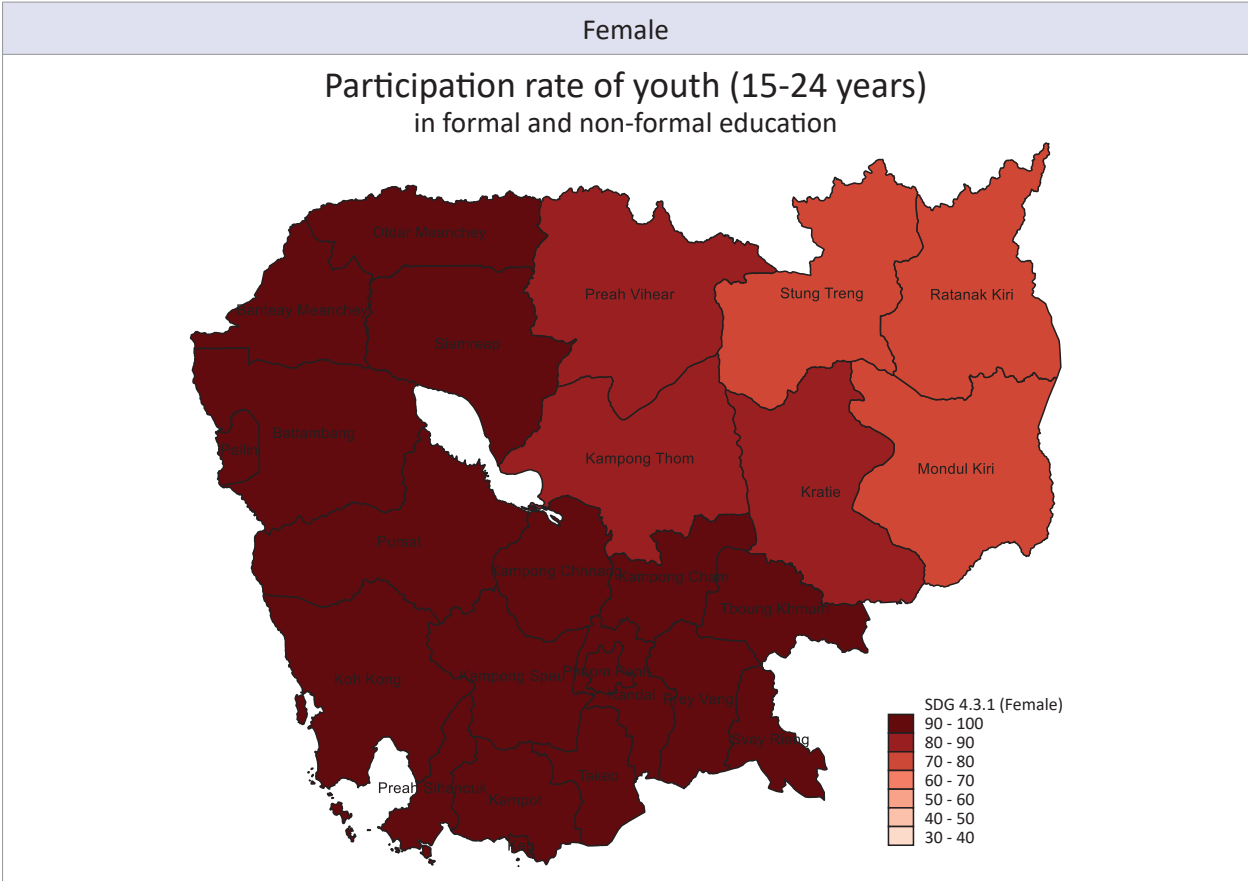 Female
Participation rate of youth (15-24 years)
in formal and non-formal education
Otdar Meanchey
Banteay Meanchey
Preah Vihear
Stung Treng
Ratanak Kiri
Siemreap
Battambang
Pailin
Kampong Thom
Mondul Kiri
Kratie
Pursat
Kampong Chhnang
Kampong Cham
Tboung Khmum
Koh Kong
Kampong Speu
Phnom Penh
Kandal
Prey Veng
Svay Rieng
Preah Sihanouk
Kampot
Takeo
Kep
SDG 4.3.1 (Female)
90 - 100
80 - 90
70 - 80
60 - 70
50 - 60
40 - 50
30 - 40